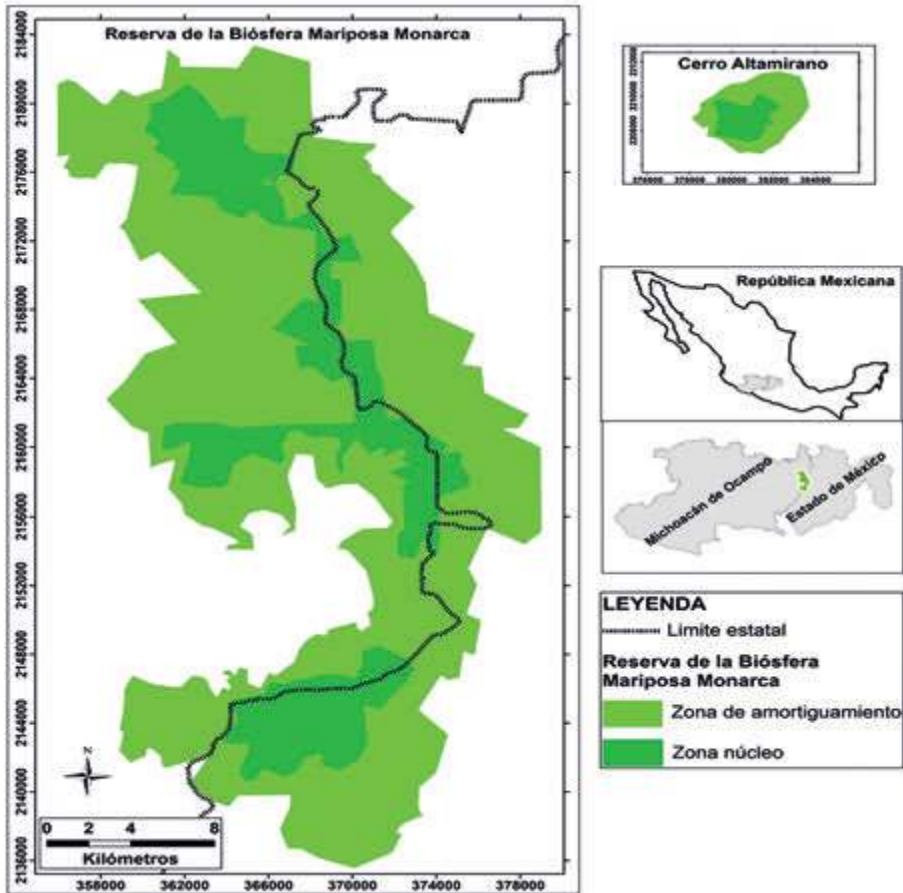 Reserva de la Biósfera Mariposa Monarca
2184000
2180000
2176000
2172000
2168000
2164000
2160000
2156000
2152000
2148000
2144000
2140000
2136000
N
0 2 4 8
Kilómetros
358000 362000 366000 370000 374000 378000
Cerro Altamirano
República Mexicana
Michoacán de Ocampo
Estado de México
LEYENDA
Limite estatal
Reserva de la Biósfera
Mariposa Monarca
Zona de amortiguamiento
Zona núcleo